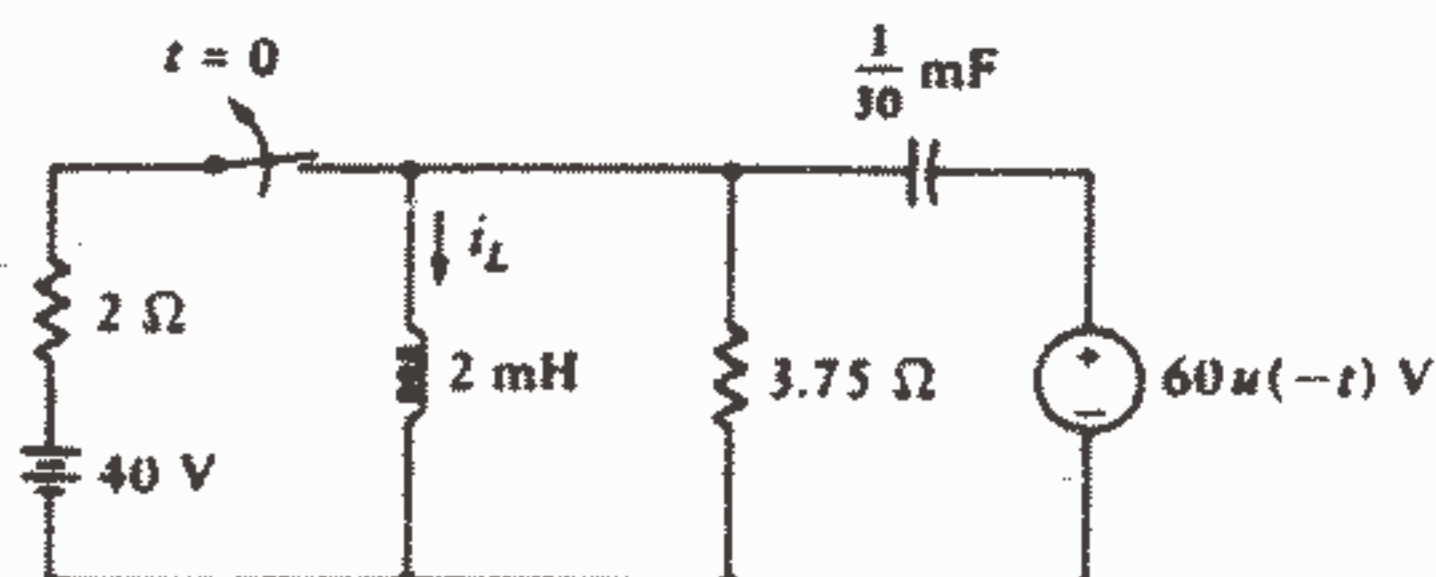 t = 0
1/30 mF
i_L
2 Ω
2 mH
3.75 Ω
+
60u(−t) V
−
40 V